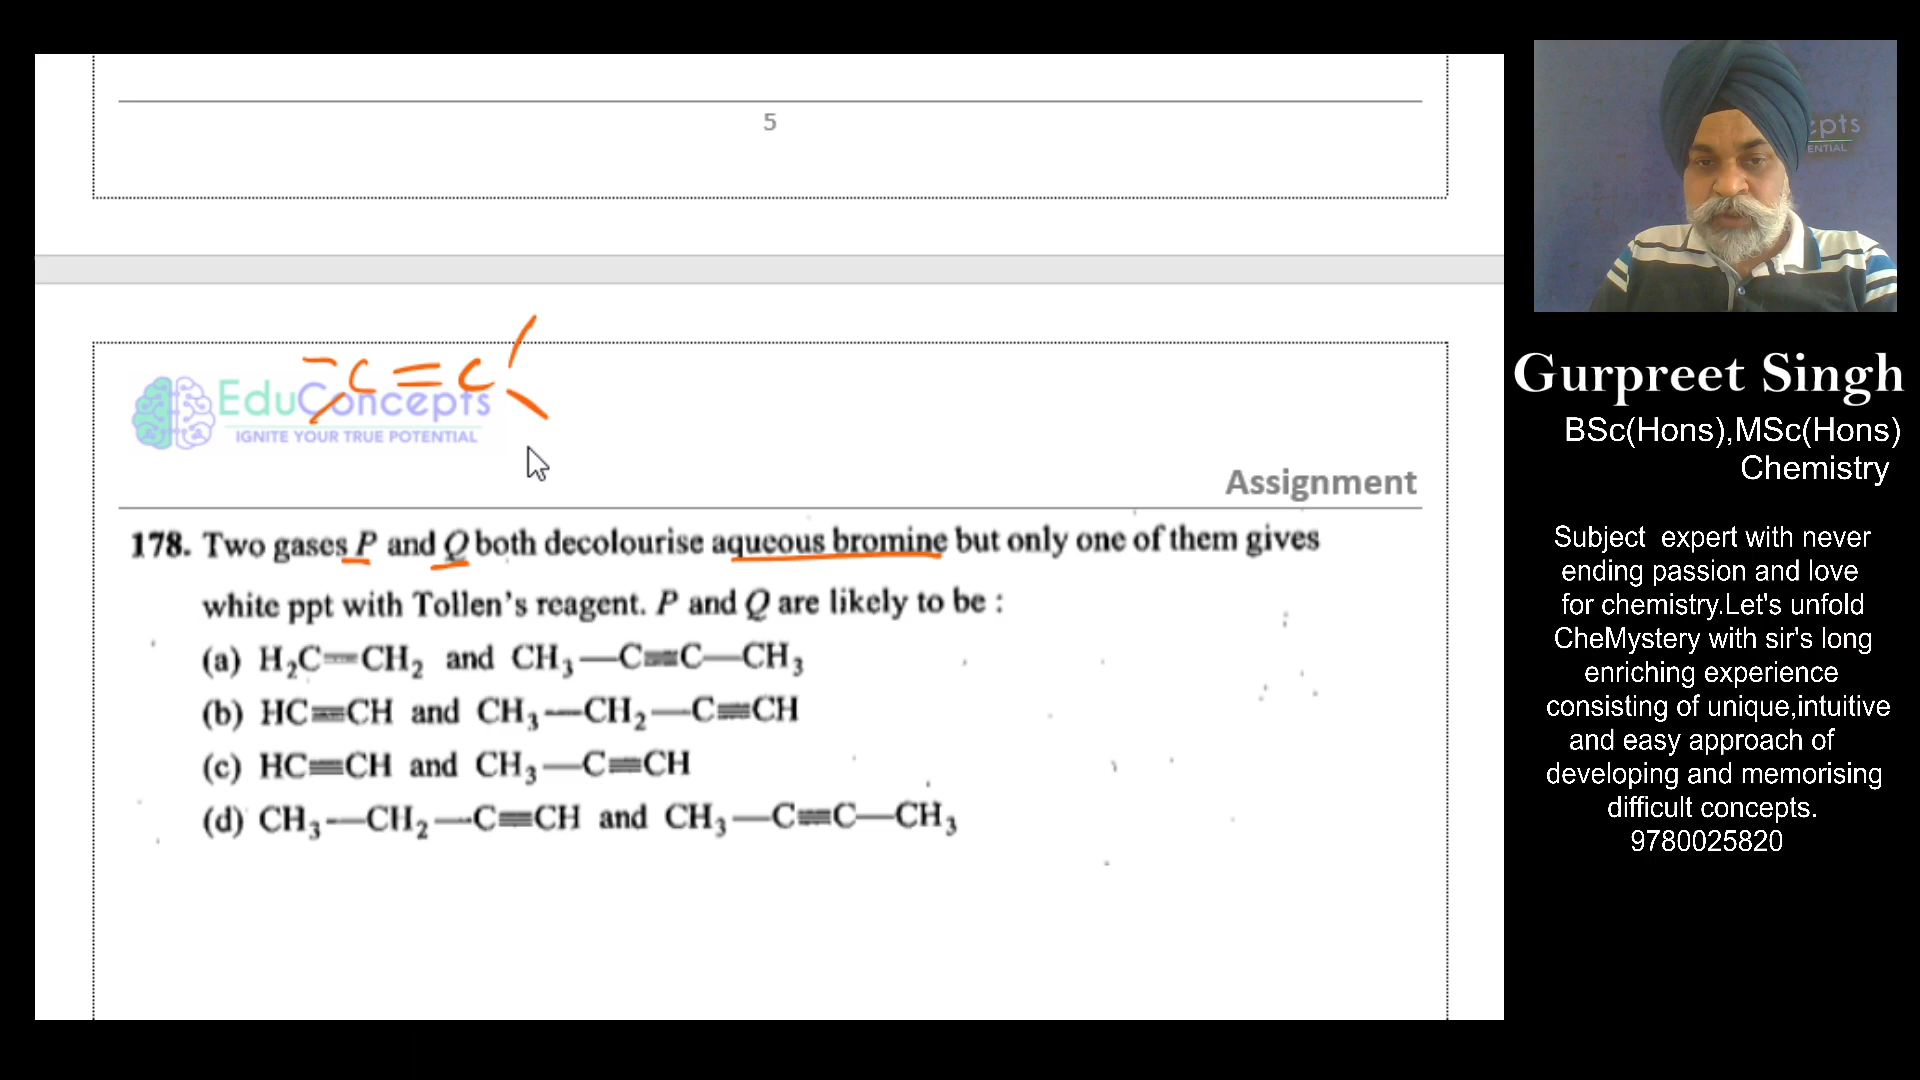 5
C = C
EduConcepts
IGNITE YOUR TRUE POTENTIAL
Assignment
178. Two gases P and Q both decolourise aqueous bromine but only one of them gives
white ppt with Tollen's reagent. P and Q are likely to be :
(a) H₂C=CH₂ and CH₃—C≡C—CH₃
(b) HC≡CH and CH₃—CH₂—C≡CH
(c) HC≡CH and CH₃—C≡CH
(d) CH₃—CH₂—C≡CH and CH₃—C≡C—CH₃
cepts
ENTIAL
Gurpreet Singh
BSc(Hons),MSc(Hons)
Chemistry
Subject expert with never
ending passion and love
for chemistry.Let's unfold
CheMystery with sir's long
enriching experience
consisting of unique,intuitive
and easy approach of
developing and memorising
difficult concepts.
9780025820